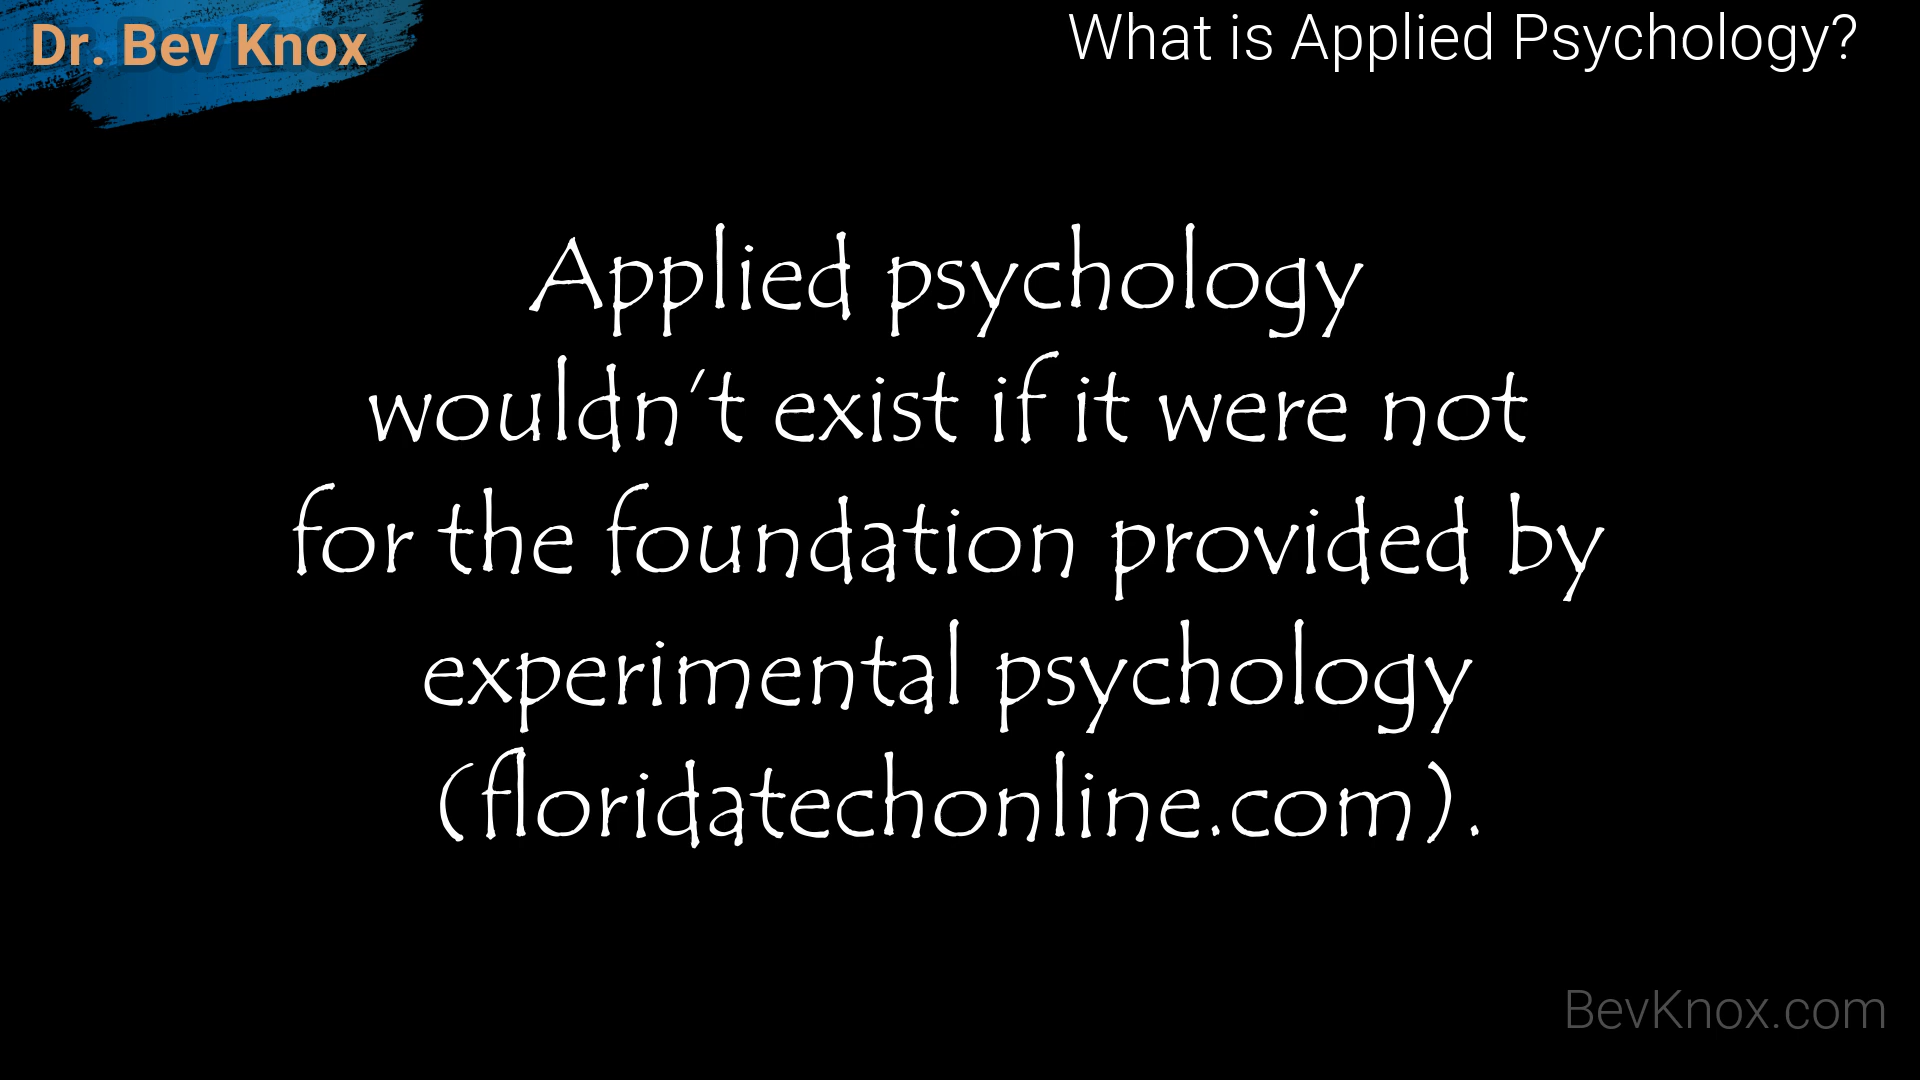 Dr. Bev Knox
What is Applied Psychology?
Applied psychology
wouldn't exist if it were not
for the foundation provided by
experimental psychology
(floridatechonline.com).
BevKnox.com